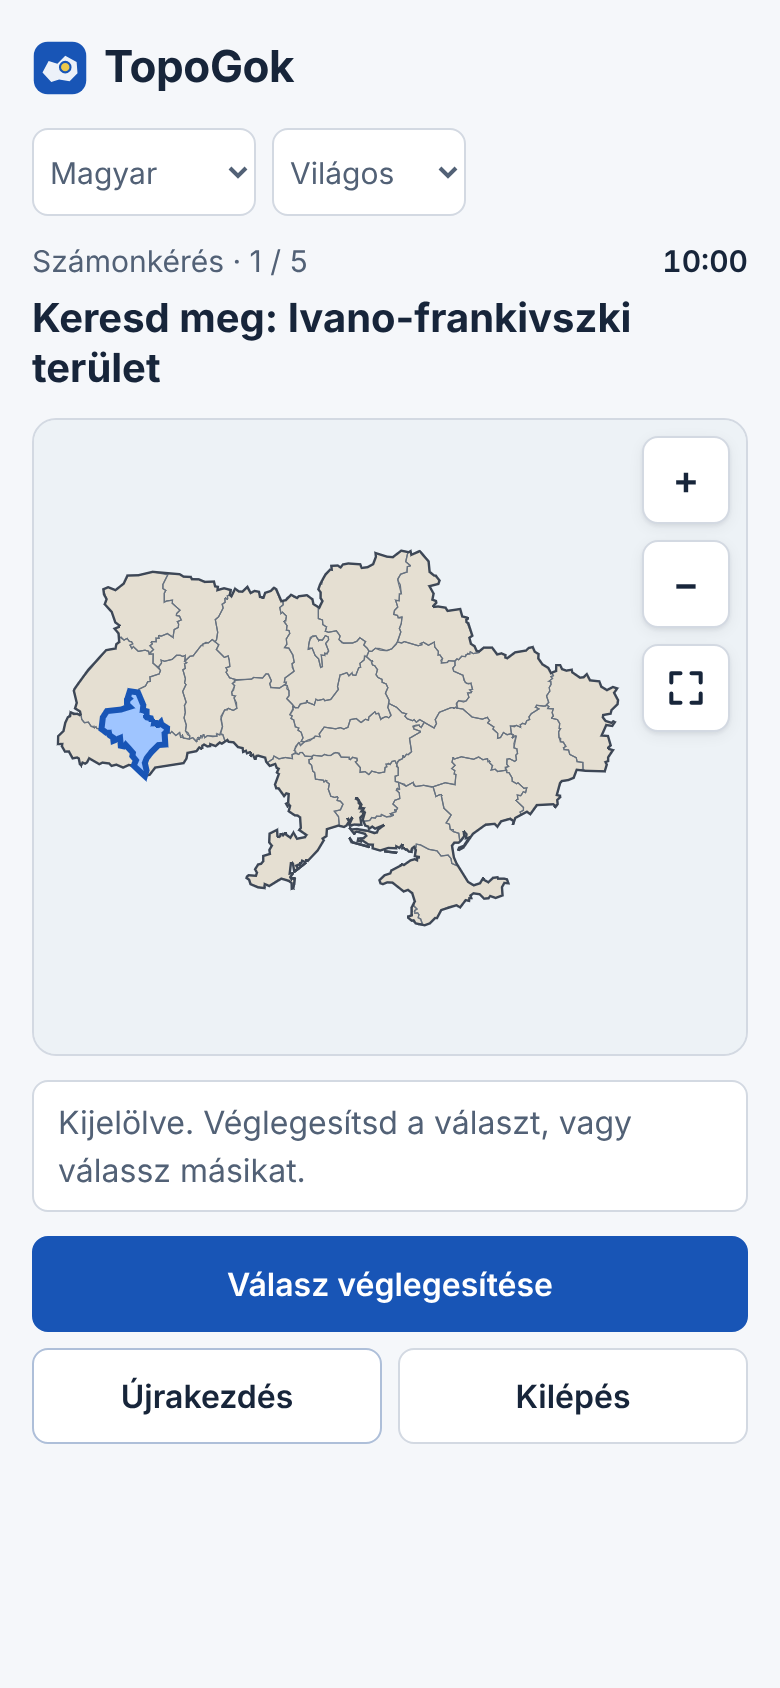 TopoGok
Magyar
Világos
Számonkérés · 1 / 5
10:00
Keresd meg: Ivano-frankivszki
terület
+
−
Kijelölve. Véglegesítsd a választ, vagy
válassz másikat.
Válasz véglegesítése
Újrakezdés
Kilépés